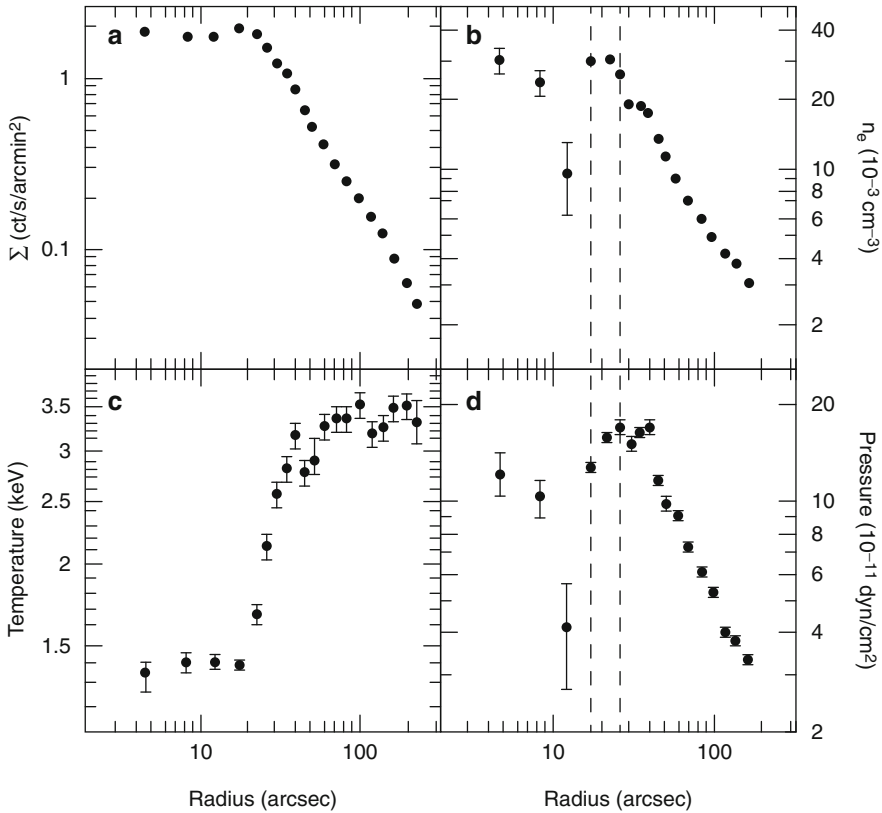 a
b
c
d
Σ (ct/s/arcmin²)
1
0.1
nₑ (10⁻³ cm⁻³)
40
20
10
8
6
4
2
Temperature (keV)
3.5
3
2.5
2
1.5
Pressure (10⁻¹¹ dyn/cm²)
20
10
8
6
4
2
10
100
10
100
Radius (arcsec)
Radius (arcsec)